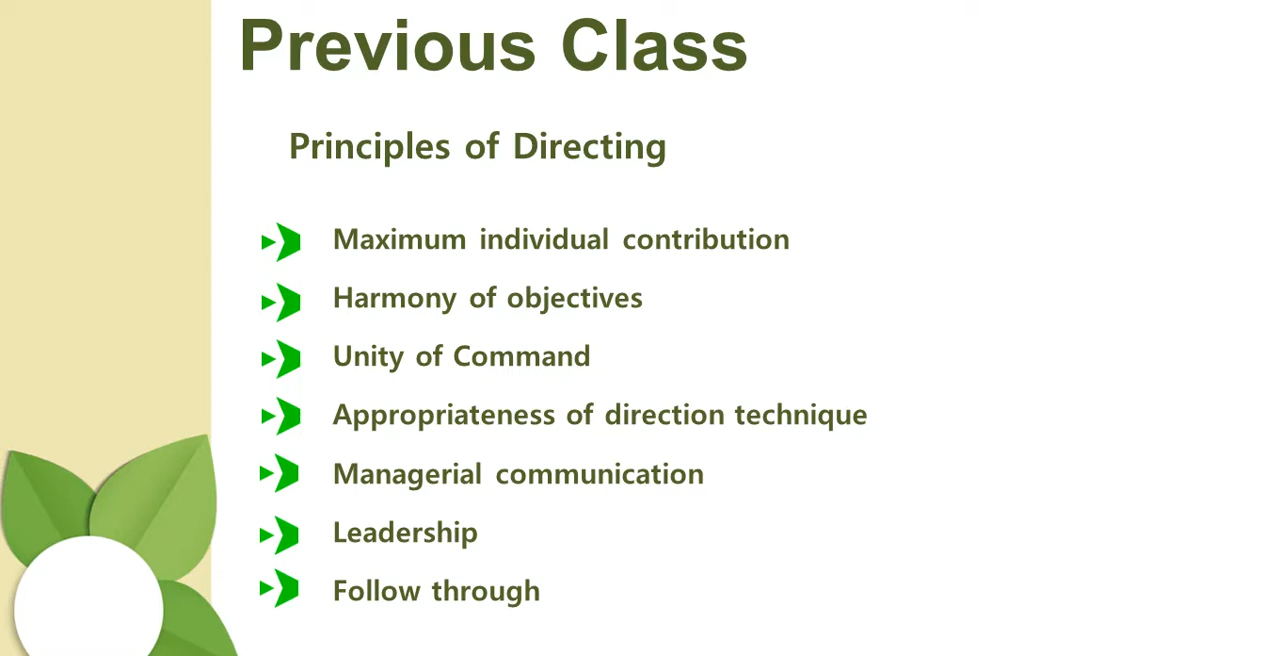 Previous Class
Principles of Directing
Maximum individual contribution
Harmony of objectives
Unity of Command
Appropriateness of direction technique
Managerial communication
Leadership
Follow through